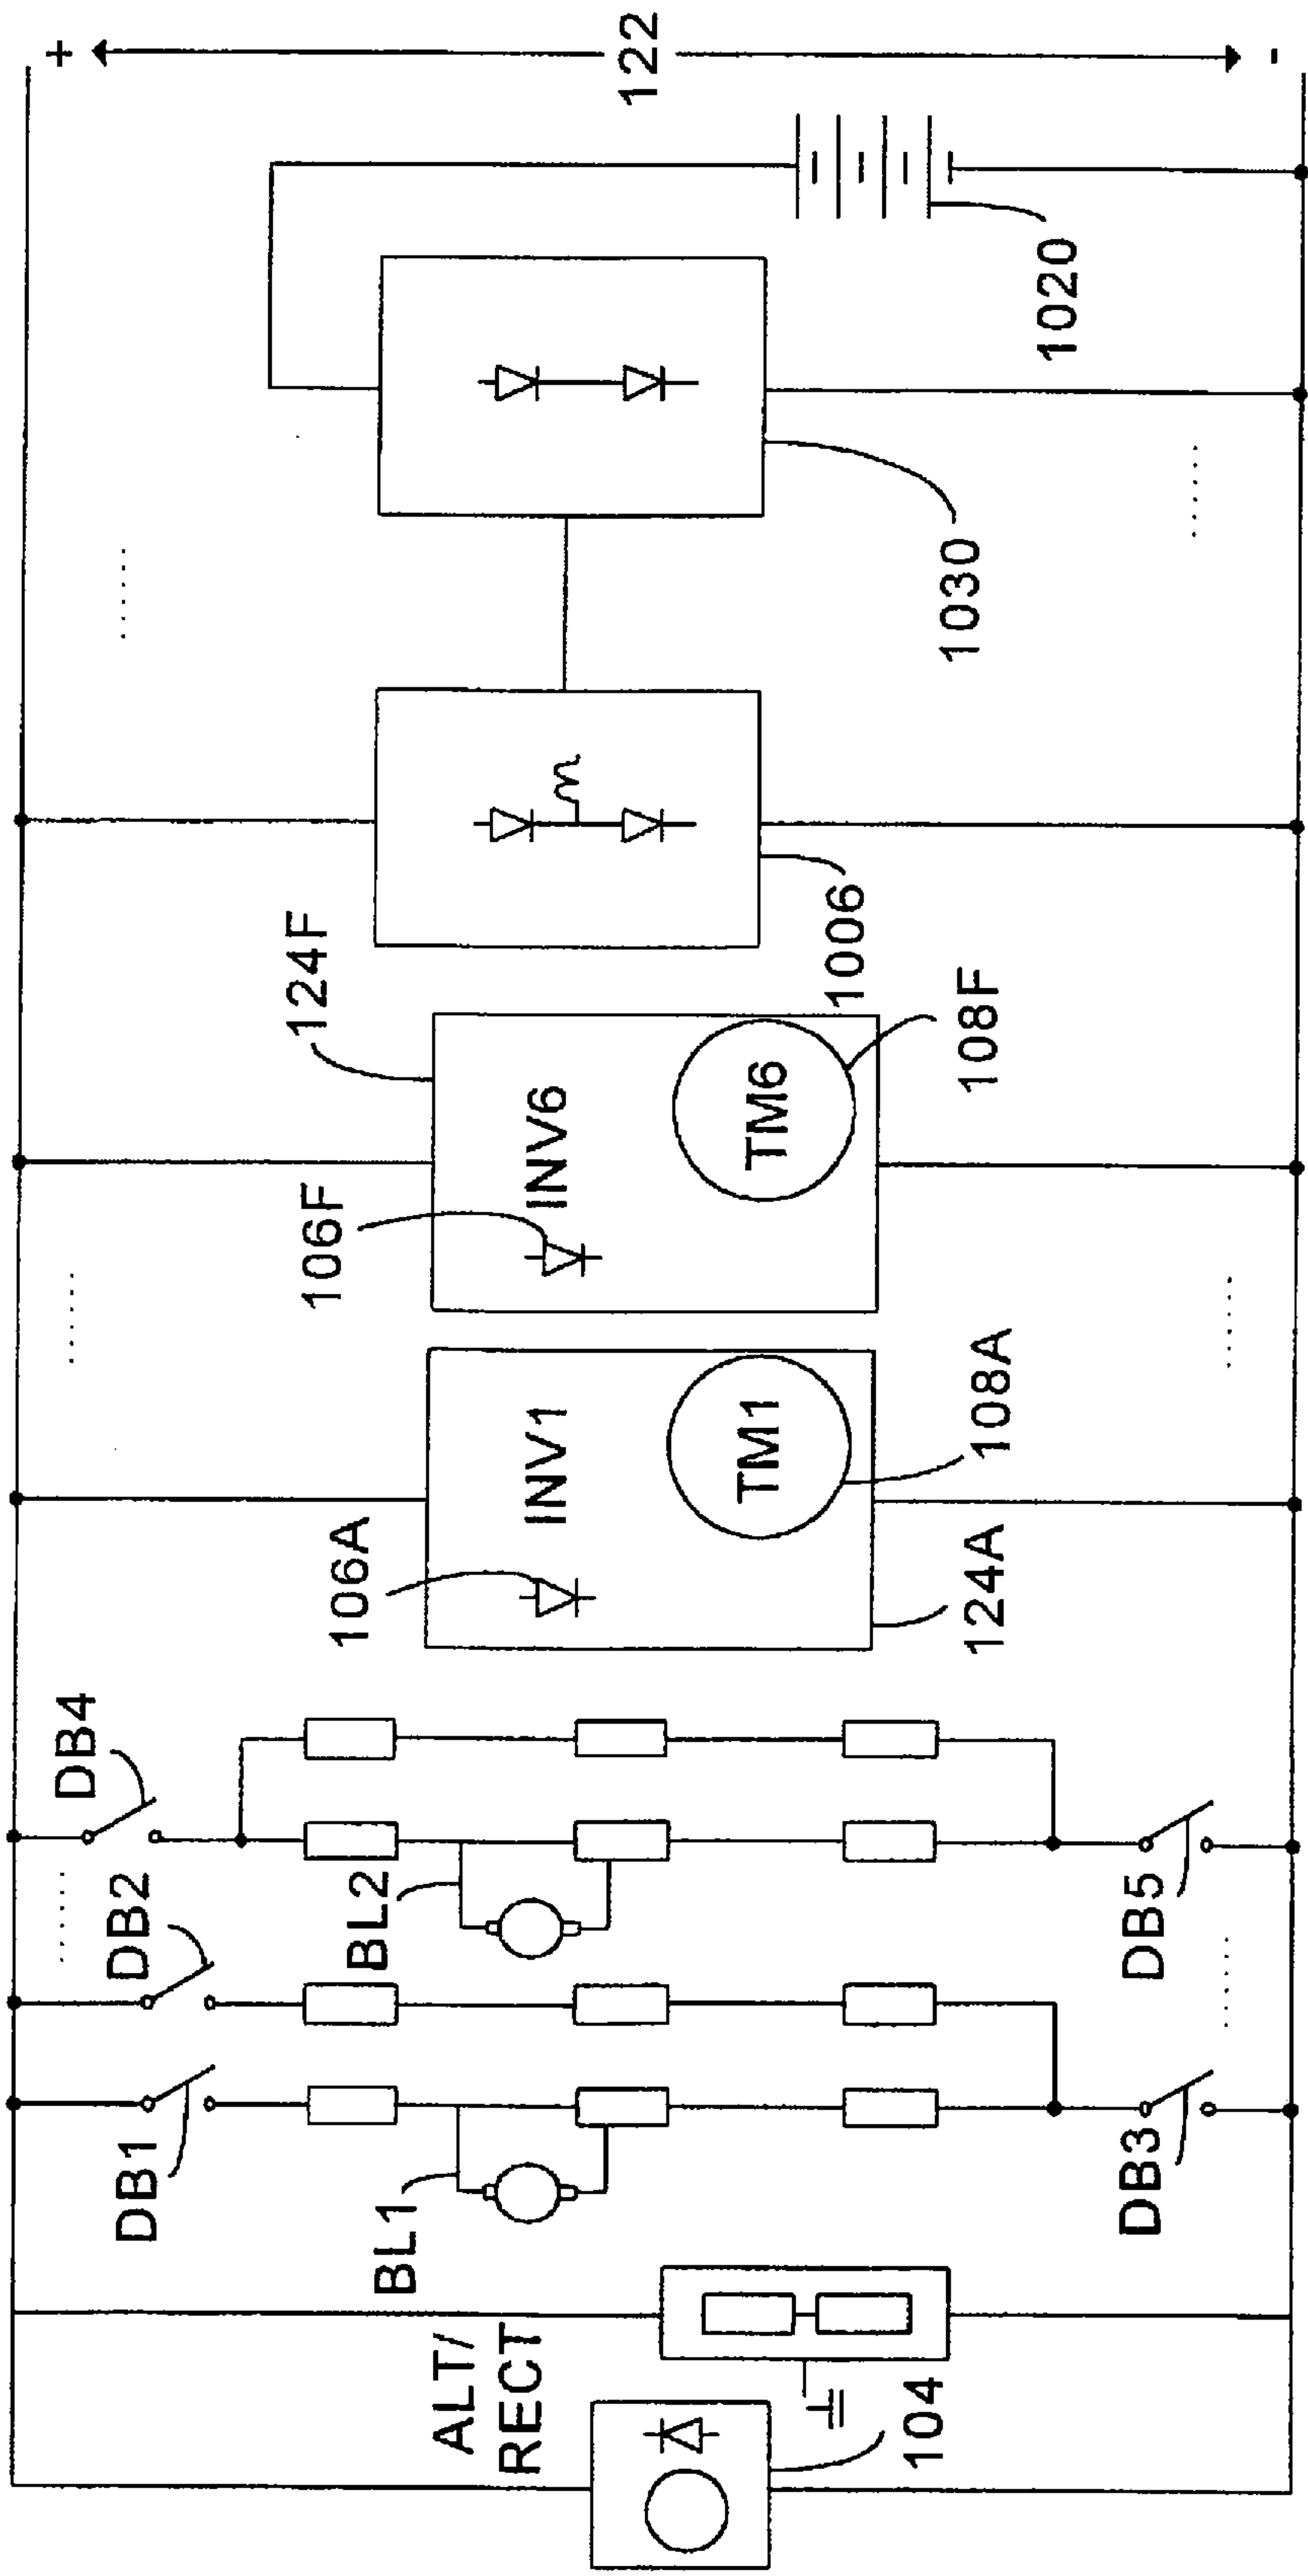 +
122
-
1020
1030
1006
124F
106F
INV6
TM6
108F
106A
INV1
TM1
108A
124A
DB4
DB2
BL2
DB5
DB1
BL1
DB3
ALT/
RECT
104